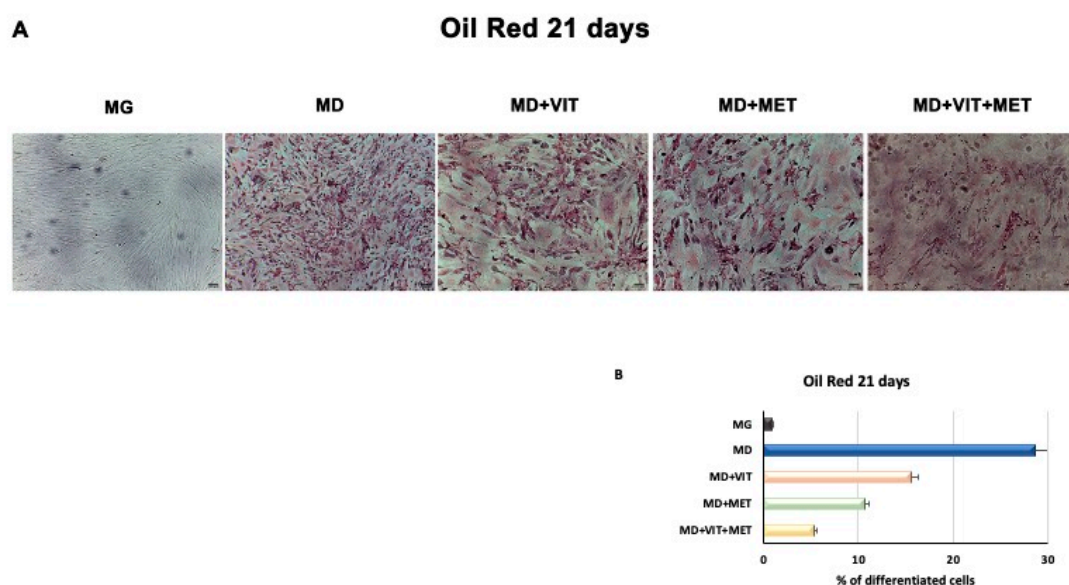 A
Oil Red 21 days
MG MD MD+VIT MD+MET MD+VIT+MET
B
Oil Red 21 days
MG
MD
MD+VIT
MD+MET
MD+VIT+MET
0 10 20 30
% of differentiated cells